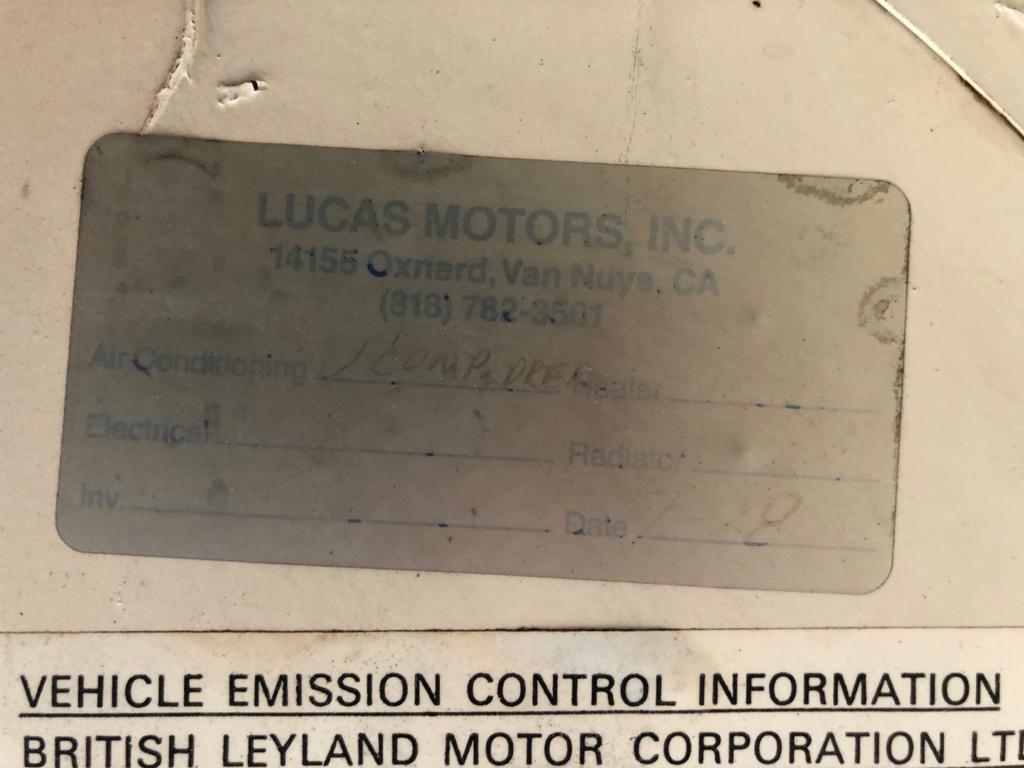 LUCAS MOTORS, INC.
14155 Oxnard, Van Nuys, CA
(818) 782-3501
Air Conditioning Heater
Electrical Radiator
Inv. Date
VEHICLE EMISSION CONTROL INFORMATION
BRITISH LEYLAND MOTOR CORPORATION LTD